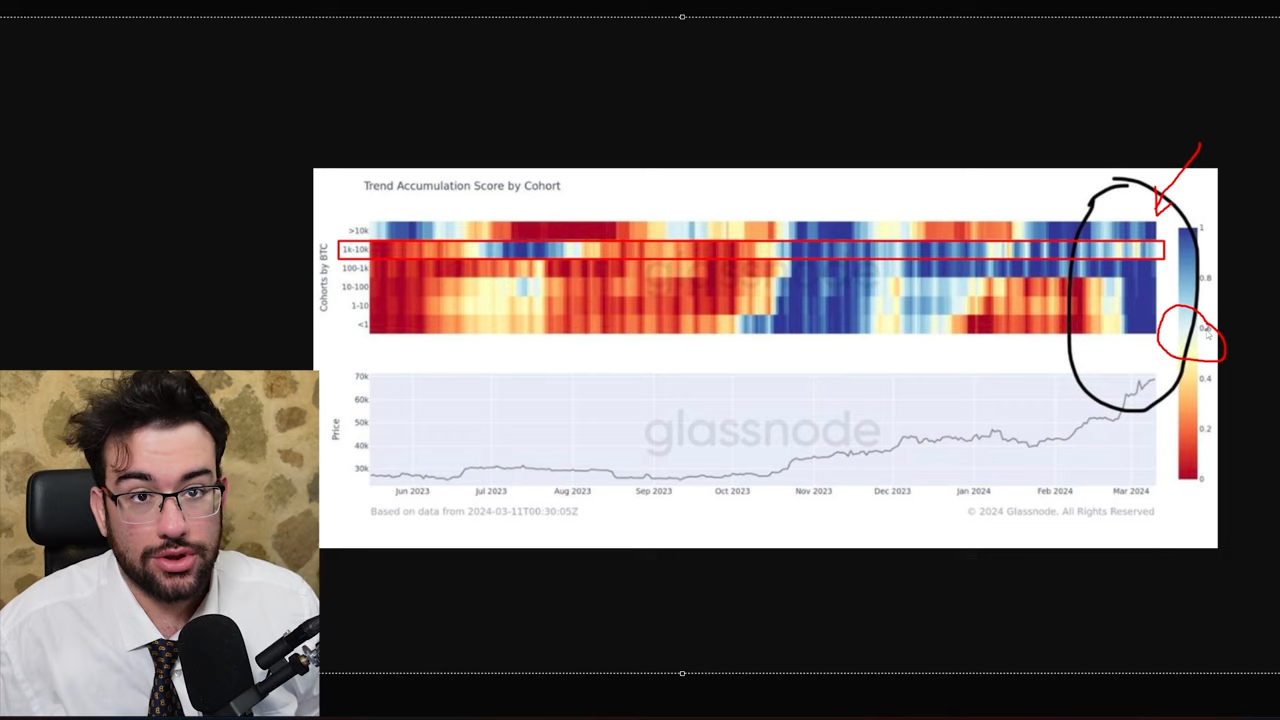 Trend Accumulation Score by Cohort
Cohorts by BTC
>10k
1k-10k
100-1k
10-100
1-10
<1
glassnode
1
0.8
0.6
0.4
0.2
0
Price
70k
60k
50k
40k
30k
glassnode
Jun 2023 Jul 2023 Aug 2023 Sep 2023 Oct 2023 Nov 2023 Dec 2023 Jan 2024 Feb 2024 Mar 2024
Based on data from 2024-03-11T00:30:05Z
© 2024 Glassnode. All Rights Reserved